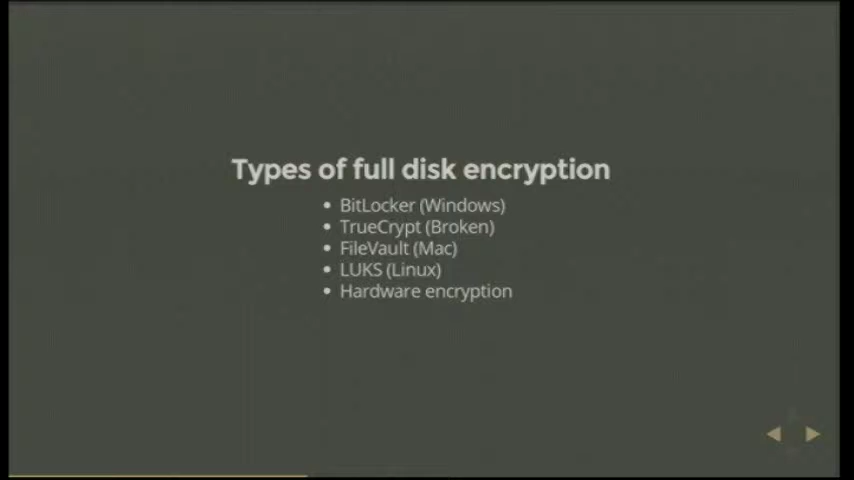 Types of full disk encryption
• BitLocker (Windows)
• TrueCrypt (Broken)
• FileVault (Mac)
• LUKS (Linux)
• Hardware encryption